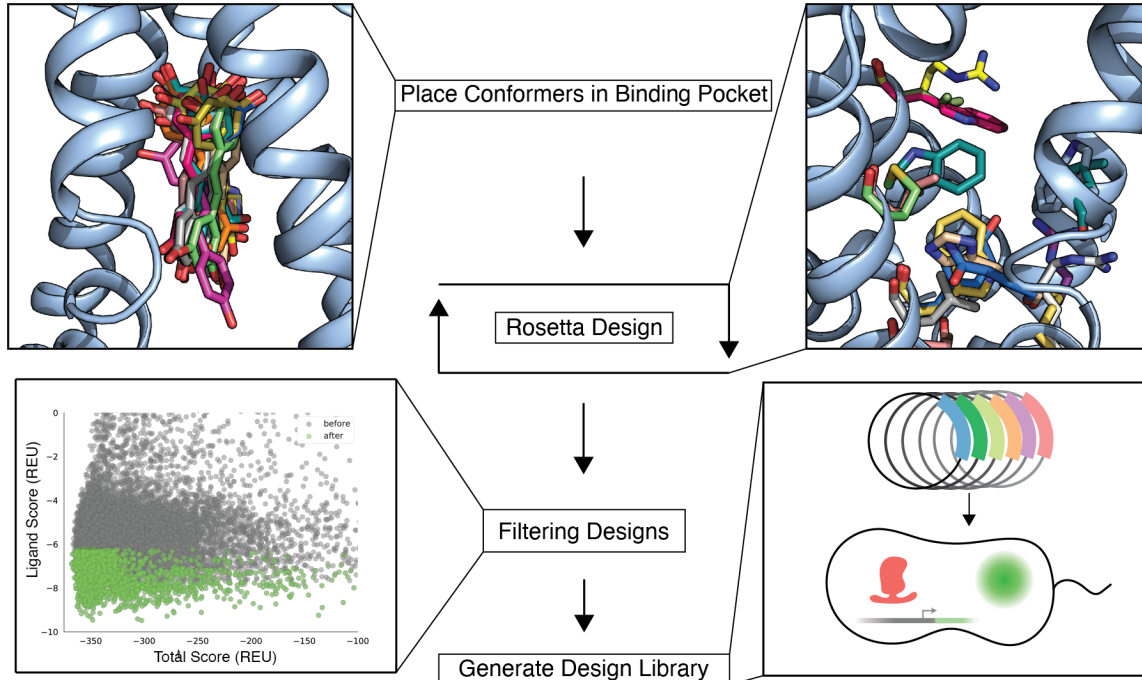 Place Conformers in Binding Pocket
Rosetta Design
0
−2
−4
−6
−8
−10
Ligand Score (REU)
before
after
−350
−300
−250
−200
−150
−100
Total Score (REU)
Filtering Designs
Generate Design Library